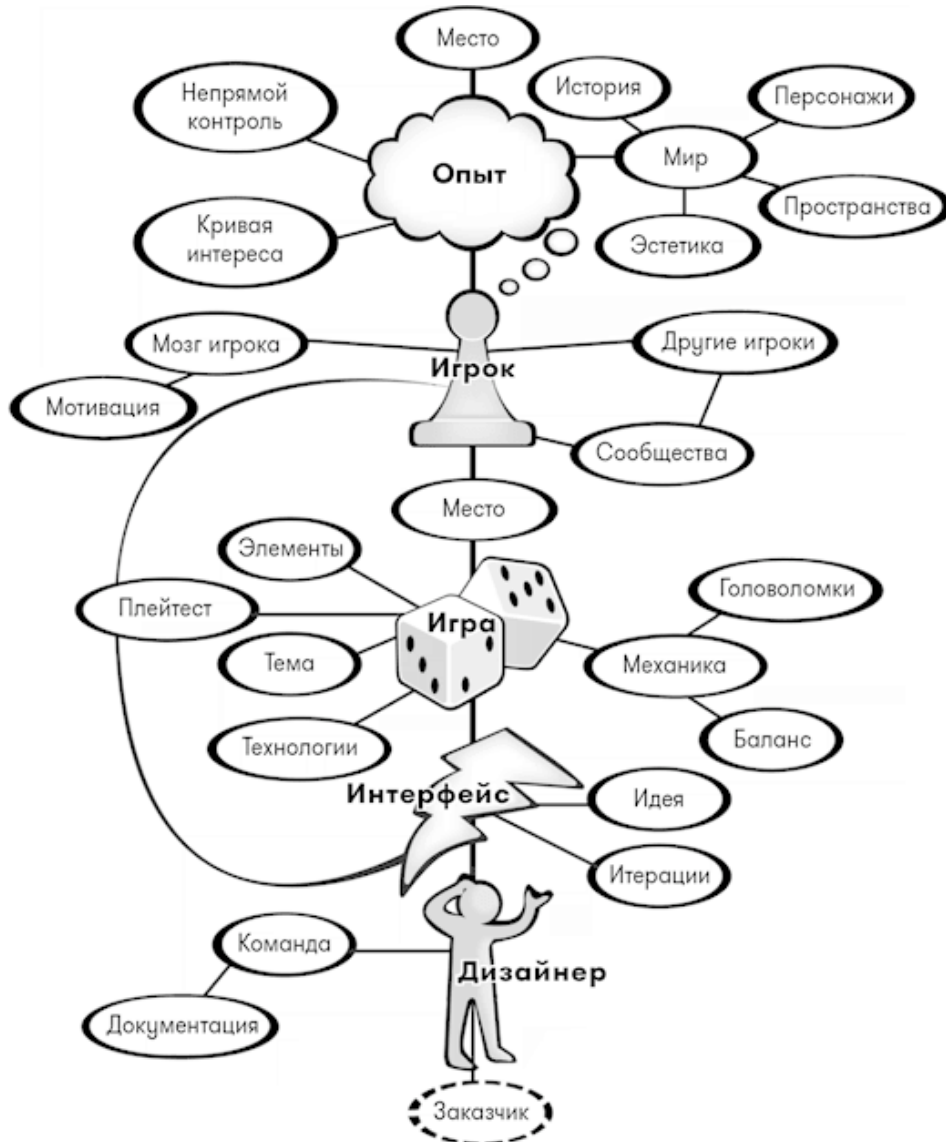 Место
История
Персонажи
Непрямой
контроль
Мир
Опыт
Пространства
Кривая
интереса
Эстетика
Мозг игрока
Другие игроки
Игрок
Мотивация
Сообщества
Место
Элементы
Головоломки
Плейтест
Игра
Тема
Механика
Технологии
Баланс
Интерфейс
Идея
Итерации
Команда
Дизайнер
Документация
Заказчик